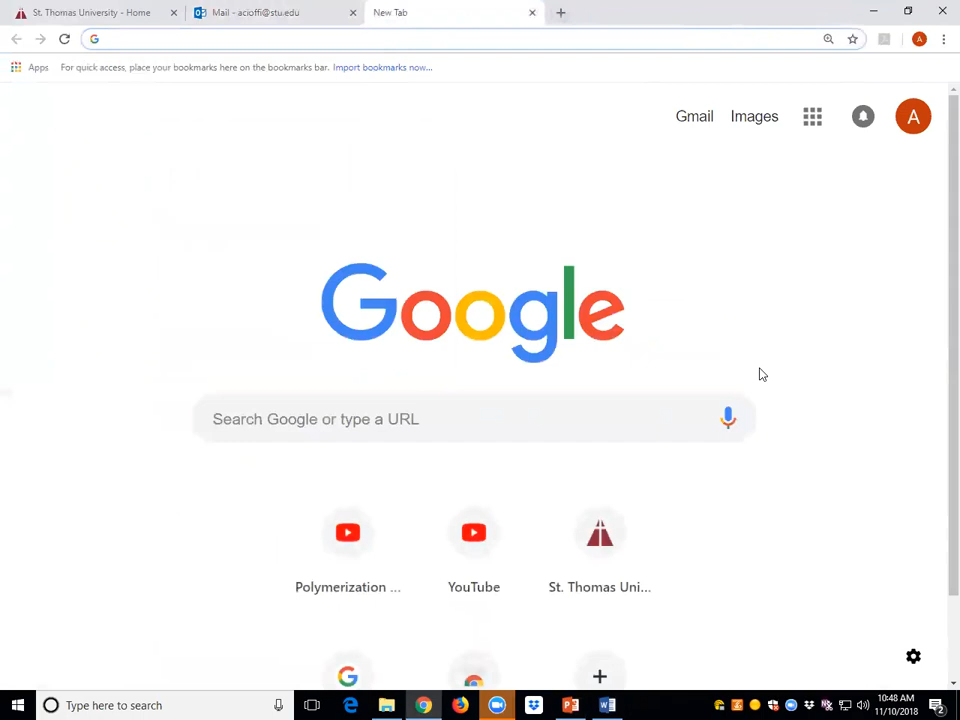 St. Thomas University - Home
Mail - acioffi@stu.edu
New Tab
Apps
For quick access, place your bookmarks here on the bookmarks bar. Import bookmarks now...
Gmail
Images
A
Google
Search Google or type a URL
Polymerization ...
YouTube
St. Thomas Uni...
Type here to search
10:48 AM
11/10/2018
2